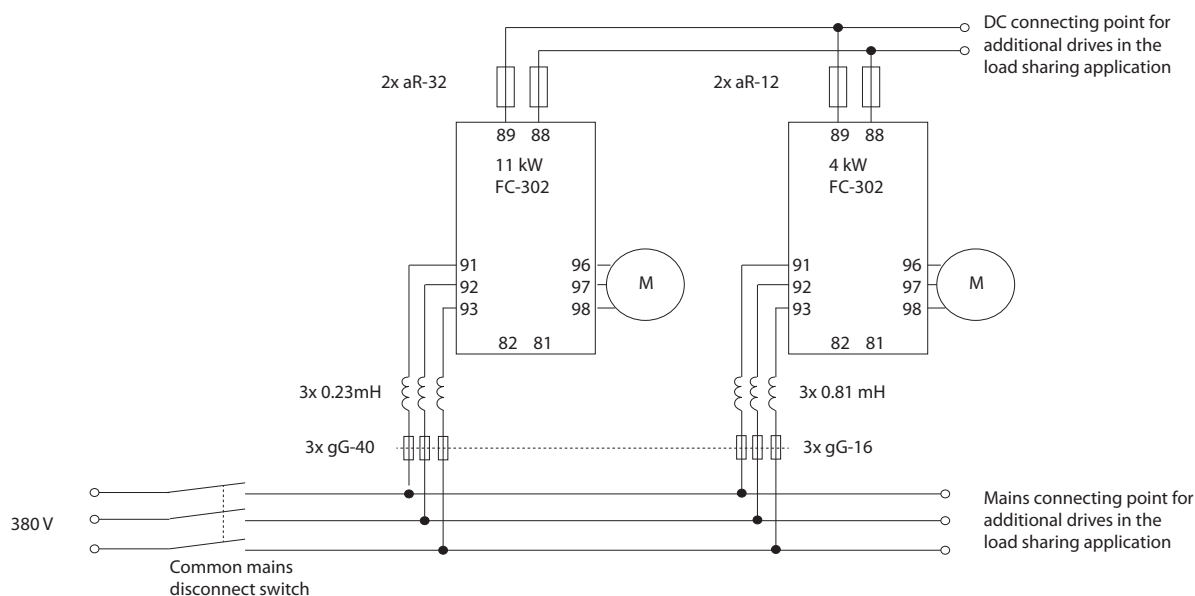 DC connecting point for
additional drives in the
load sharing application
2x aR-32
2x aR-12
89 88
89 88
11 kW
FC-302
4 kW
FC-302
91
92
93
96
97
98
M
91
92
93
96
97
98
M
82 81
82 81
3x 0.23mH
3x 0.81 mH
3x gG-40
3x gG-16
380 V
Mains connecting point for
additional drives in the
load sharing application
Common mains
disconnect switch